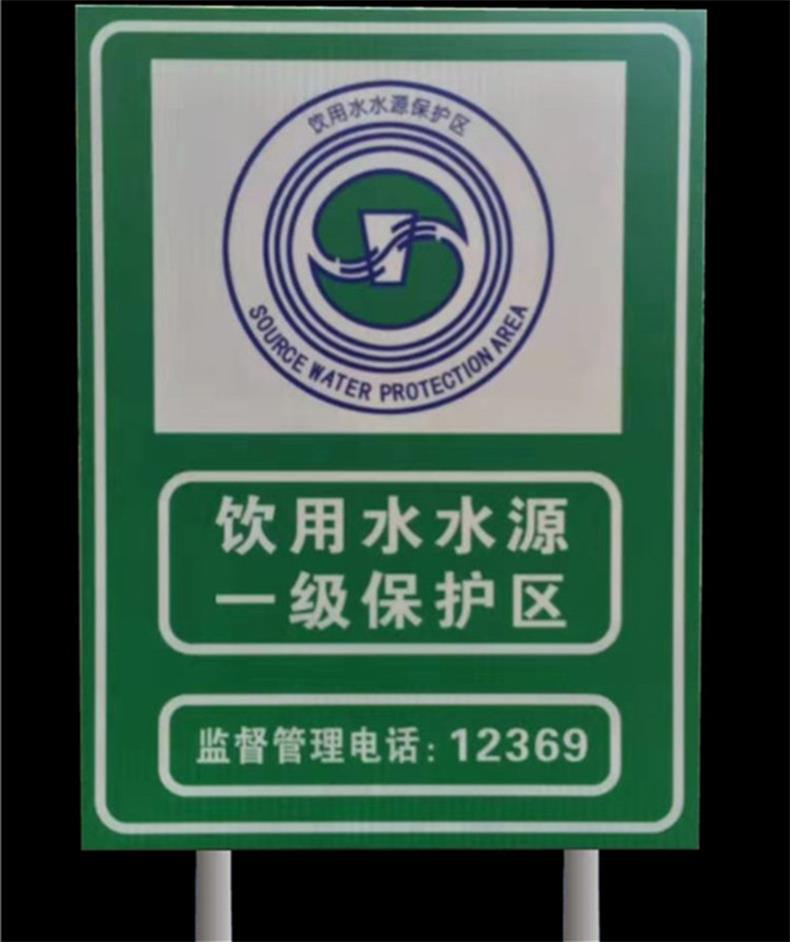 饮用水水源保护区
SOURCE WATER PROTECTION AREA
饮用水水源
一级保护区
监督管理电话：12369